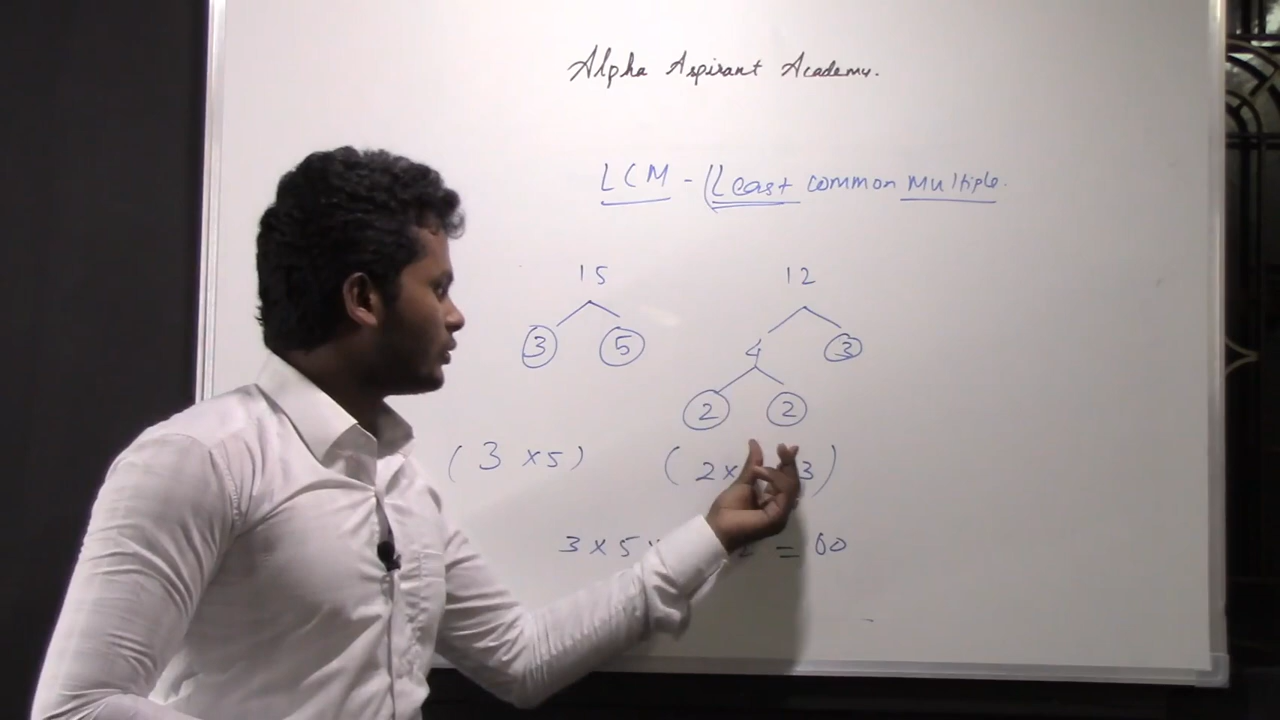 Alpha Aspirant Academy.
LCM - (Least common Multiple.
15 12
3 5 4 3
2 2
(3 × 5) (2 × 3)
3 × 5 × 2 = 60